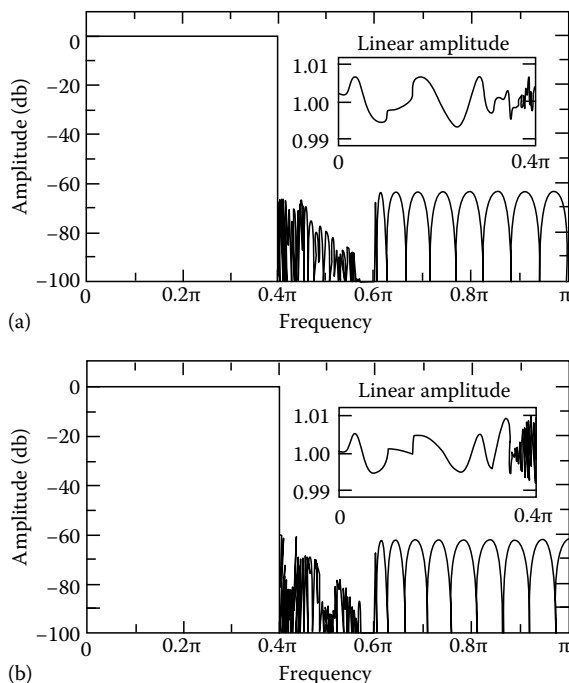 0
−20
−40
−60
−80
−100
Amplitude (db)
Linear amplitude
1.01
1.00
0.99
0
0.4π
0
0.2π
0.4π
0.6π
0.8π
π
Frequency
(a)
0
−20
−40
−60
−80
−100
Amplitude (db)
Linear amplitude
1.01
1.00
0.99
0
0.4π
0
0.2π
0.4π
0.6π
0.8π
π
Frequency
(b)